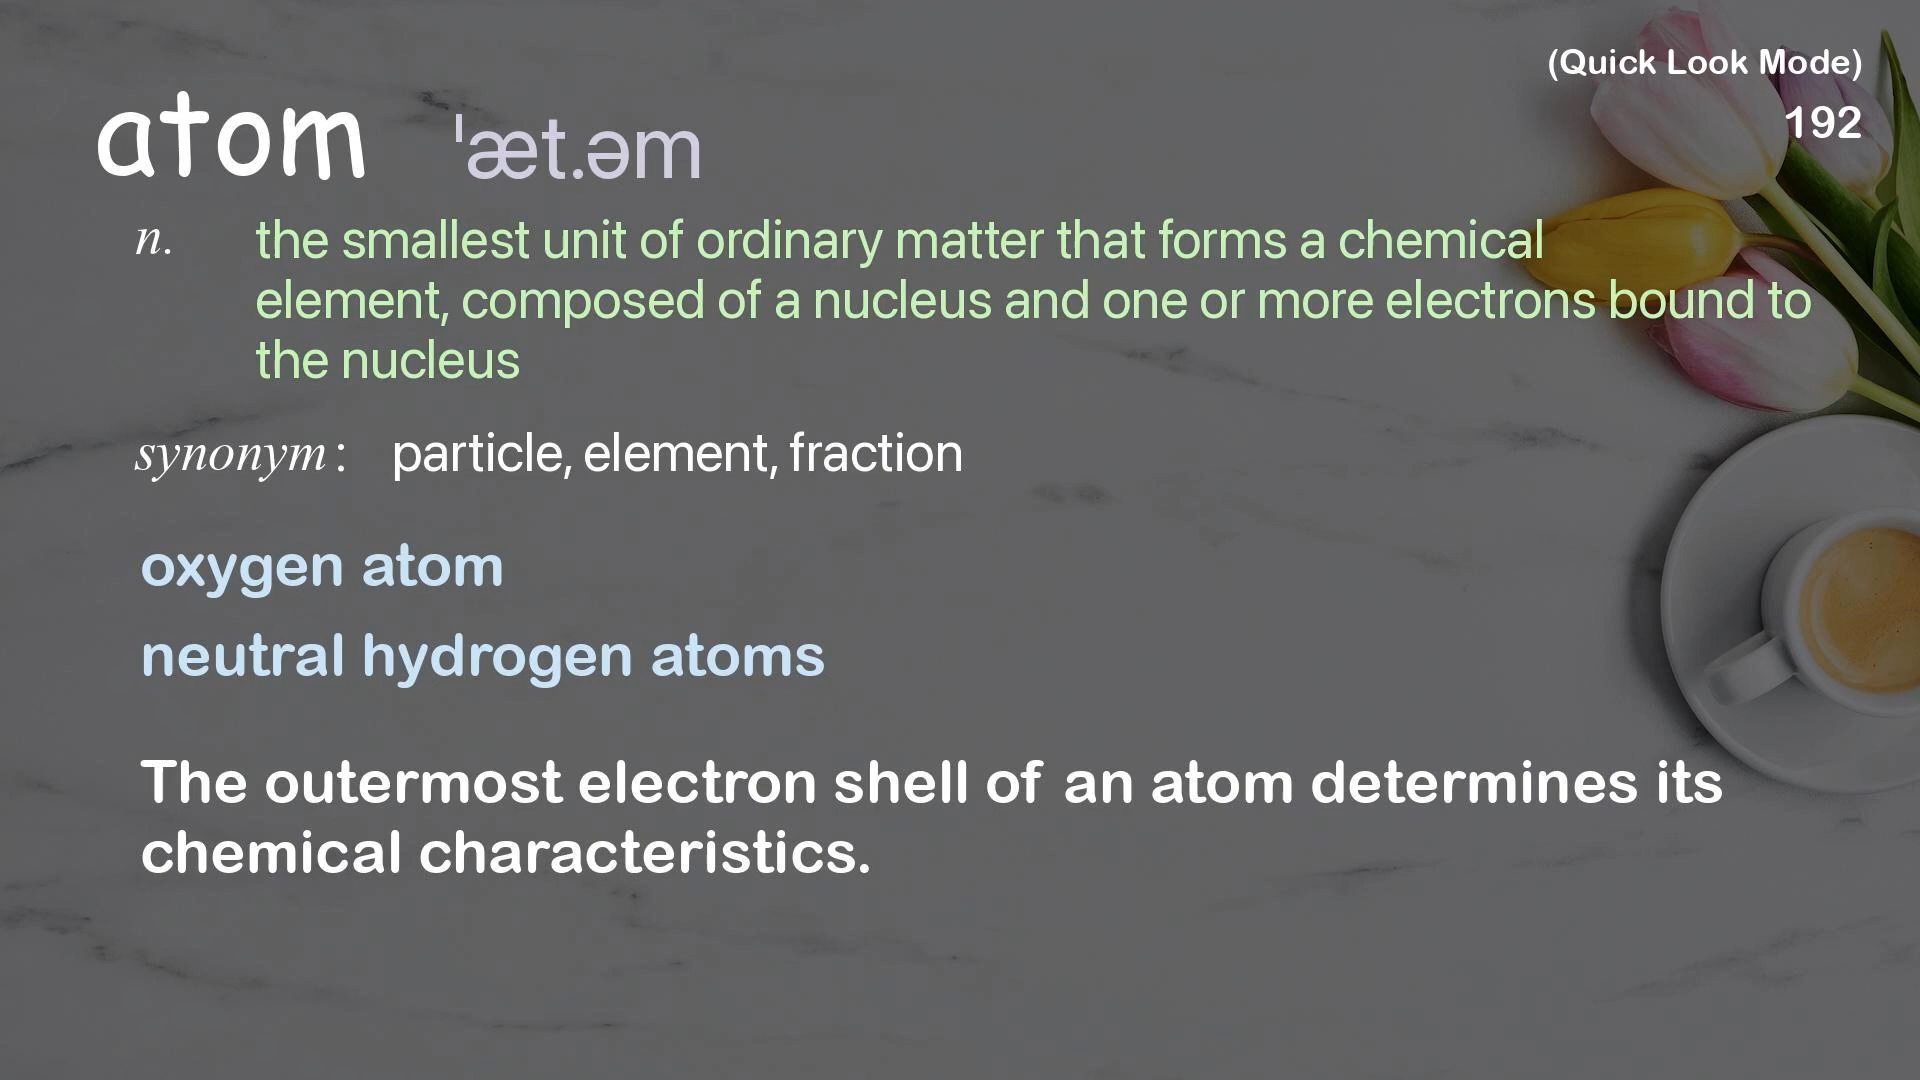 (Quick Look Mode)
192
atom ˈæt.əm
n. the smallest unit of ordinary matter that forms a chemical
element, composed of a nucleus and one or more electrons bound to
the nucleus
synonym: particle, element, fraction
oxygen atom
neutral hydrogen atoms
The outermost electron shell of an atom determines its
chemical characteristics.